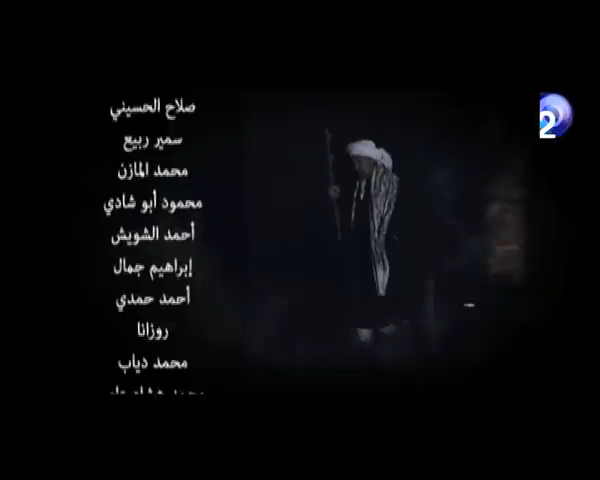 صلاح الحسيني
سمير ربيع
محمد المازن
محمود أبو شادي
أحمد الشويش
إبراهيم جمال
أحمد حمدي
روزانا
محمد دياب
2